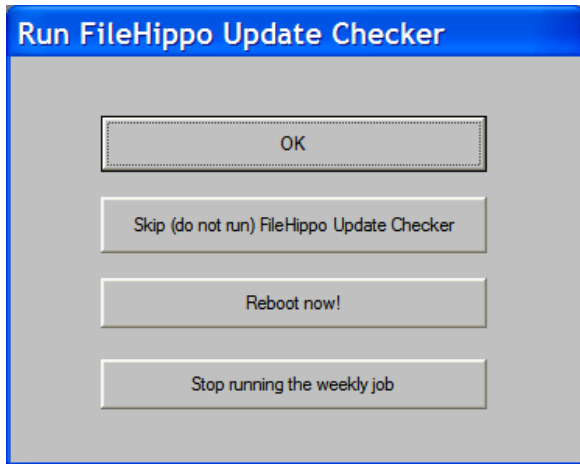 Run FileHippo Update Checker
OK
Skip (do not run) FileHippo Update Checker
Reboot now!
Stop running the weekly job